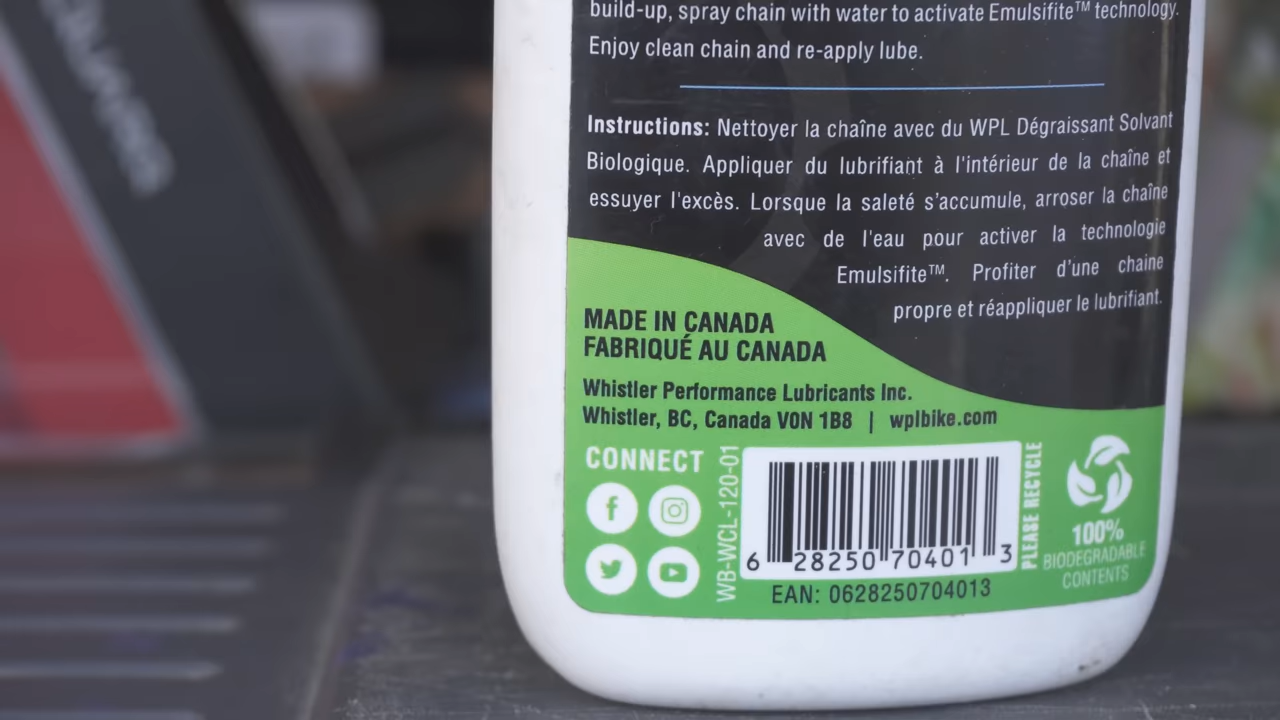 build-up, spray chain with water to activate Emulsifite™ technology.
Enjoy clean chain and re-apply lube.
Instructions: Nettoyer la chaîne avec du WPL Dégraissant Solvant
Biologique. Appliquer du lubrifiant à l'intérieur de la chaîne et
essuyer l'excès. Lorsque la saleté s'accumule, arroser la chaîne
avec de l'eau pour activer la technologie
Emulsifite™. Profiter d'une chaine
propre et réappliquer le lubrifiant.
MADE IN CANADA
FABRIQUÉ AU CANADA
Whistler Performance Lubricants Inc.
Whistler, BC, Canada V0N 1B8 | wplbike.com
CONNECT
WB-WCL-120-01
6 28250 70401 3
EAN: 0628250704013
PLEASE RECYCLE
100%
BIODEGRADABLE
CONTENTS